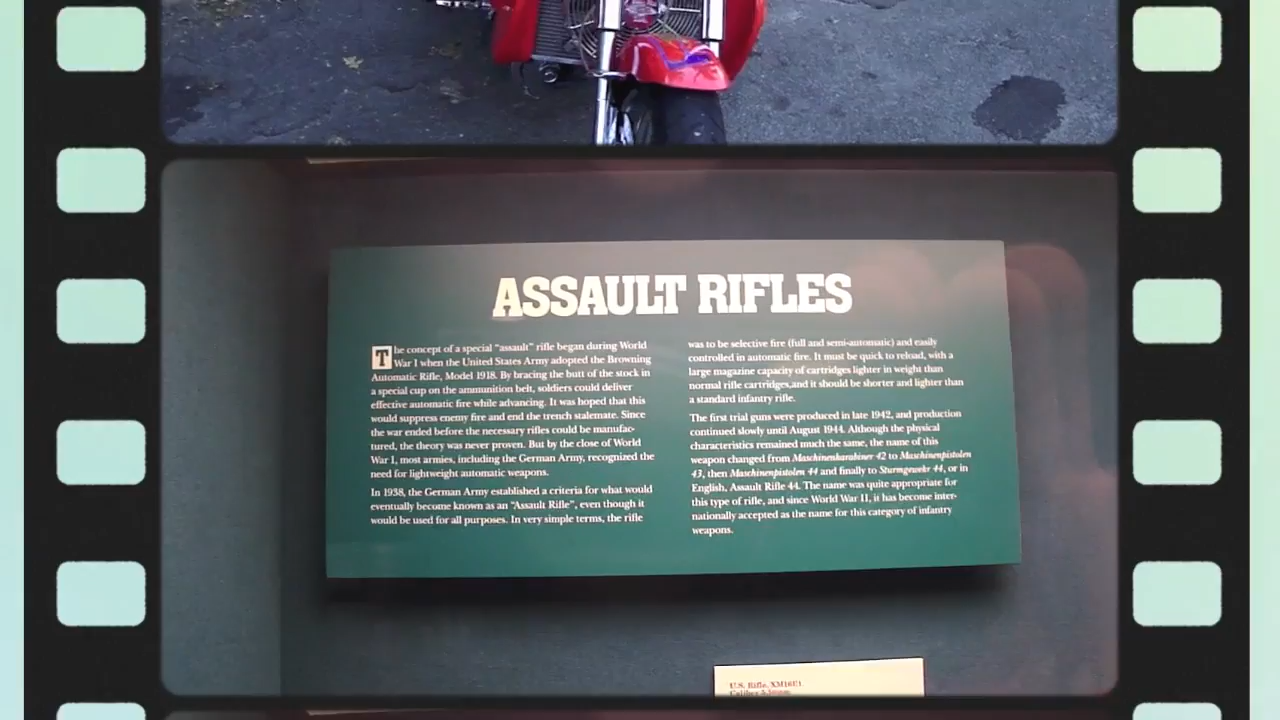 ASSAULT RIFLES
The concept of a special "assault" rifle began during World
War I when the United States Army adopted the Browning
Automatic Rifle, Model 1918. By bracing the butt of the stock in
a special cup on the ammunition belt, soldiers could deliver
effective automatic fire while advancing. It was hoped that this
would suppress enemy fire and end the trench stalemate. Since
the war ended before the necessary rifles could be manufac-
tured, the theory was never proven. But by the close of World
War I, most armies, including the German Army, recognized the
need for lightweight automatic weapons.
In 1938, the German Army established a criteria for what would
eventually become known as an "Assault Rifle", even though it
would be used for all purposes. In very simple terms, the rifle
was to be selective fire (full and semi-automatic) and easily
controlled in automatic fire. It must be quick to reload, with a
large magazine capacity of cartridges lighter in weight than
normal rifle cartridges,and it should be shorter and lighter than
a standard infantry rifle.
The first trial guns were produced in late 1942, and production
continued slowly until August 1944. Although the physical
characteristics remained much the same, the name of this
weapon changed from Maschinenkarabiner 42 to Maschinenpistolen
43, then Maschinenpistolen 44 and finally to Sturmgewehr 44, or in
English, Assault Rifle 44. The name was quite appropriate for
this type of rifle, and since World War II, it has become inter-
nationally accepted as the name for this category of infantry
weapons.
U.S. Rifle, XM16E1
Caliber 5.56mm